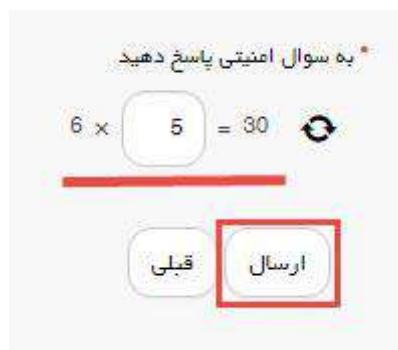 * به سوال امنیتی پاسخ دهید
6 × 5 = 30
ارسال
قبلی